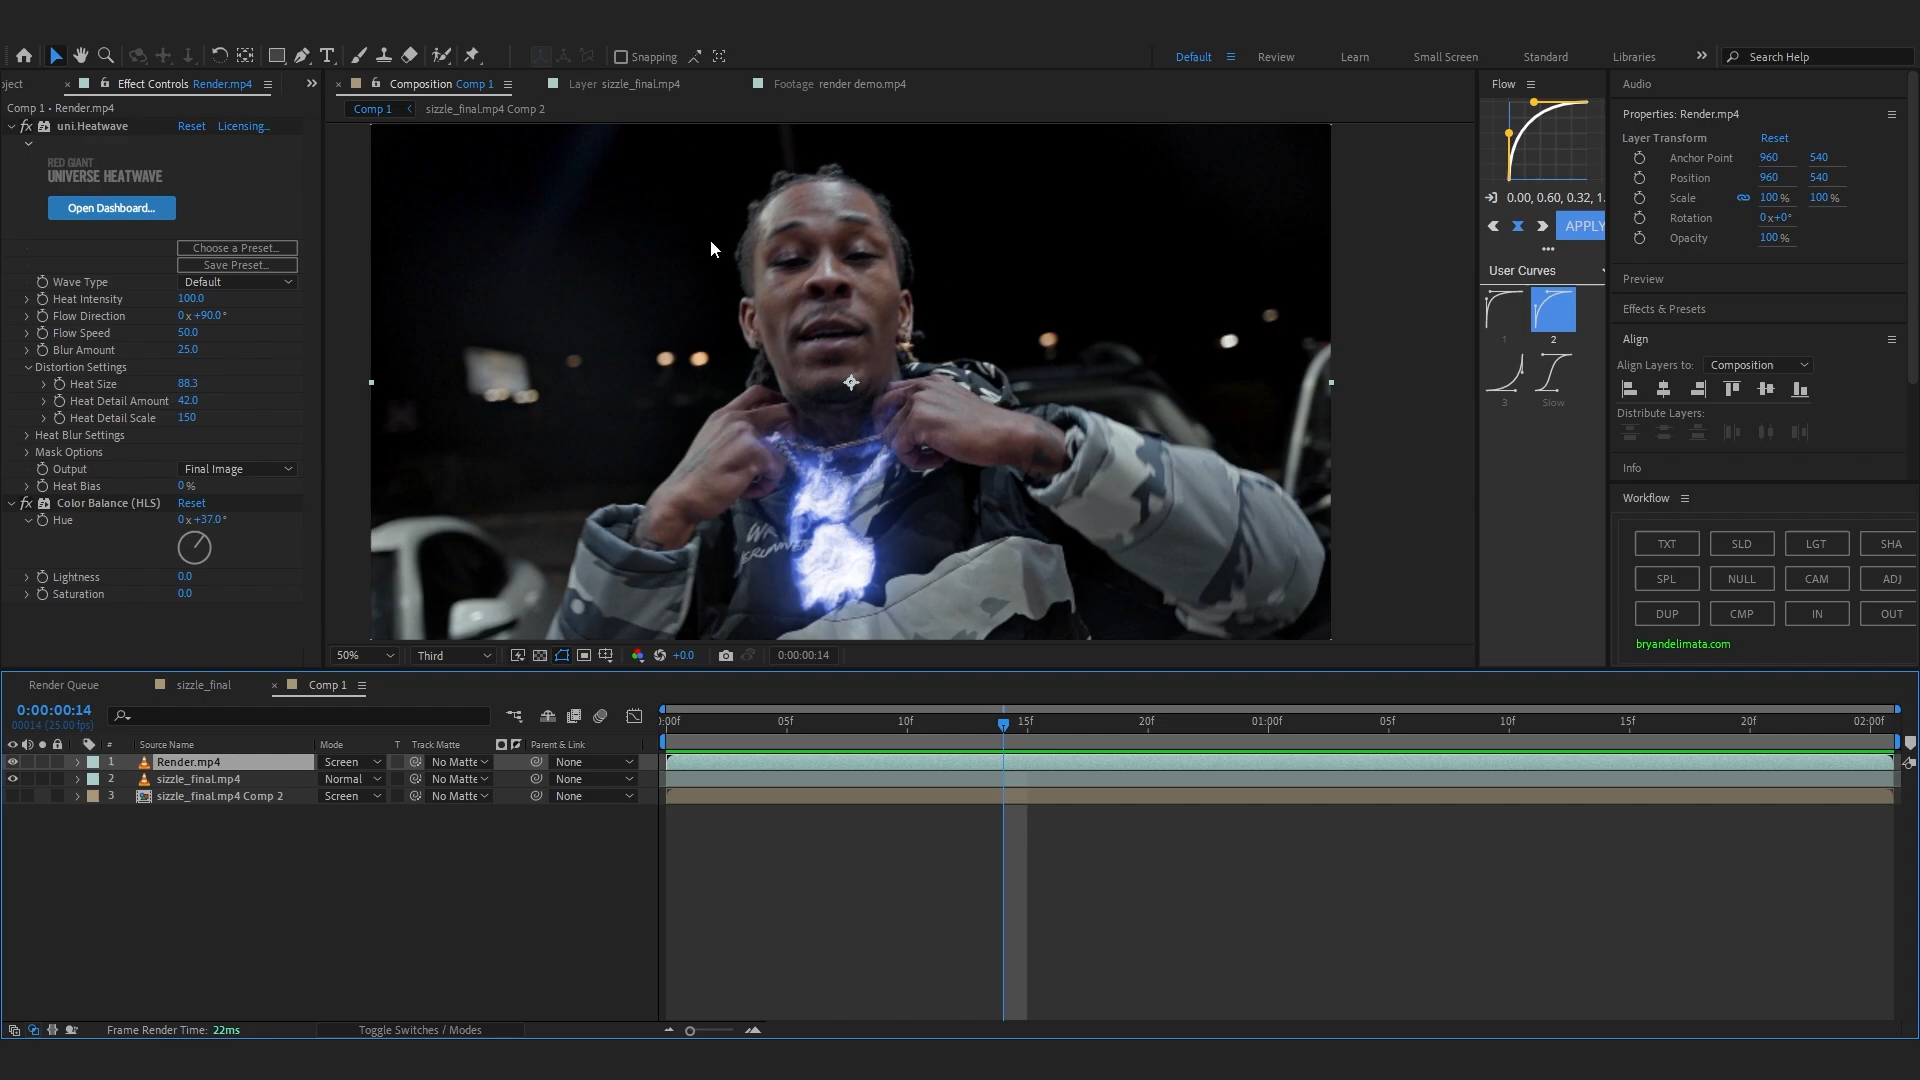 Snapping
Default
Review
Learn
Small Screen
Standard
Libraries
Search Help
oject
Effect Controls Render.mp4
Composition Comp 1
Layer sizzle_final.mp4
Footage render demo.mp4
Flow
Audio
Comp 1 • Render.mp4
Comp 1
sizzle_final.mp4 Comp 2
uni.Heatwave
Reset
Licensing...
RED GIANT
UNIVERSE HEATWAVE
Open Dashboard...
Choose a Preset...
Save Preset...
Wave Type
Default
Heat Intensity
100.0
Flow Direction
0 x +90.0°
Flow Speed
50.0
Blur Amount
25.0
Distortion Settings
Heat Size
88.3
Heat Detail Amount
42.0
Heat Detail Scale
150
Heat Blur Settings
Mask Options
Output
Final Image
Heat Bias
0 %
Color Balance (HLS)
Reset
Hue
0 x +37.0°
Lightness
0.0
Saturation
0.0
50%
Third
+0.0
0:00:00:14
0.00, 0.60, 0.32, 1.
APPLY
User Curves
1
2
3
Slow
Properties: Render.mp4
Layer Transform
Reset
Anchor Point
960
540
Position
960
540
Scale
100 %
100 %
Rotation
0 x +0°
Opacity
100 %
Preview
Effects & Presets
Align
Align Layers to:
Composition
Distribute Layers:
Info
Workflow
TXT
SLD
LGT
SHA
SPL
NULL
CAM
ADJ
DUP
CMP
IN
OUT
bryandelimata.com
Render Queue
sizzle_final
Comp 1
0:00:00:14
00014 (25.00 fps)
:00f
05f
10f
15f
20f
01:00f
05f
10f
15f
20f
02:00f
#
Source Name
Mode
T
Track Matte
Parent & Link
1
Render.mp4
Screen
No Matte
None
2
sizzle_final.mp4
Normal
No Matte
None
3
sizzle_final.mp4 Comp 2
Screen
No Matte
None
Frame Render Time: 22ms
Toggle Switches / Modes